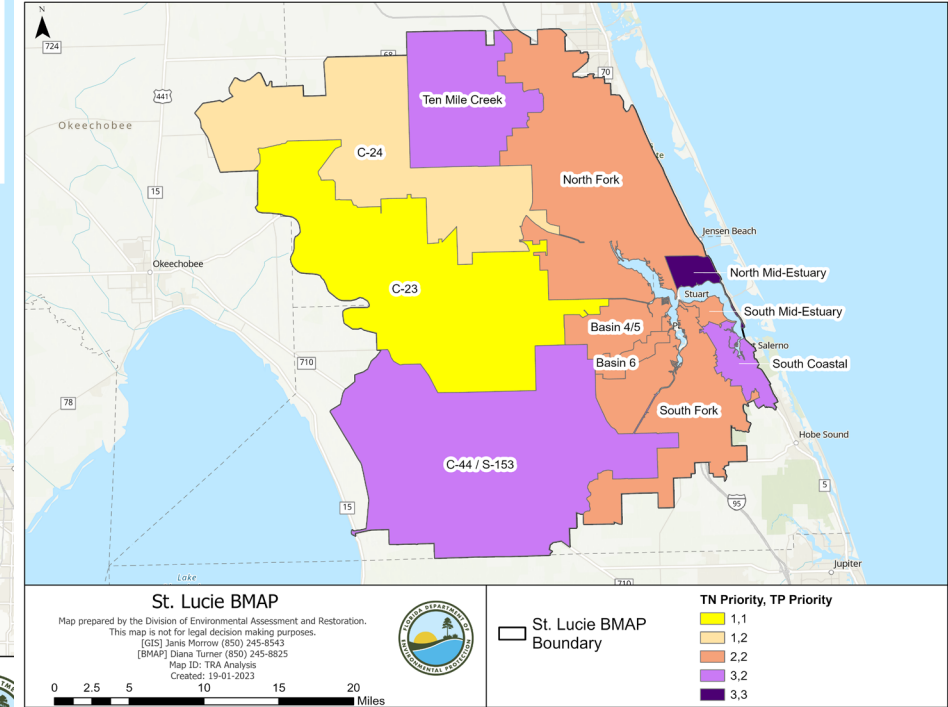 N
724
68
70
441
Ten Mile Creek
Okeechobee
C-24
North Fork
15
Jensen Beach
Okeechobee
North Mid-Estuary
C-23
Stuart
South Mid-Estuary
Basin 4/5
Salerno
710
Basin 6
South Coastal
78
South Fork
Hobe Sound
C-44 / S-153
5
15
95
Jupiter
Lake
710
St. Lucie BMAP
Map prepared by the Division of Environmental Assessment and Restoration.
This map is not for legal decision making purposes.
[GIS] Janis Morrow (850) 245-8543
[BMAP] Diana Turner (850) 245-8825
Map ID: TRA Analysis
Created: 19-01-2023
0 2.5 5 10 15 20
Miles
FLORIDA DEPARTMENT OF
ENVIRONMENTAL PROTECTION
St. Lucie BMAP
Boundary
TN Priority, TP Priority
1,1
1,2
2,2
3,2
3,3